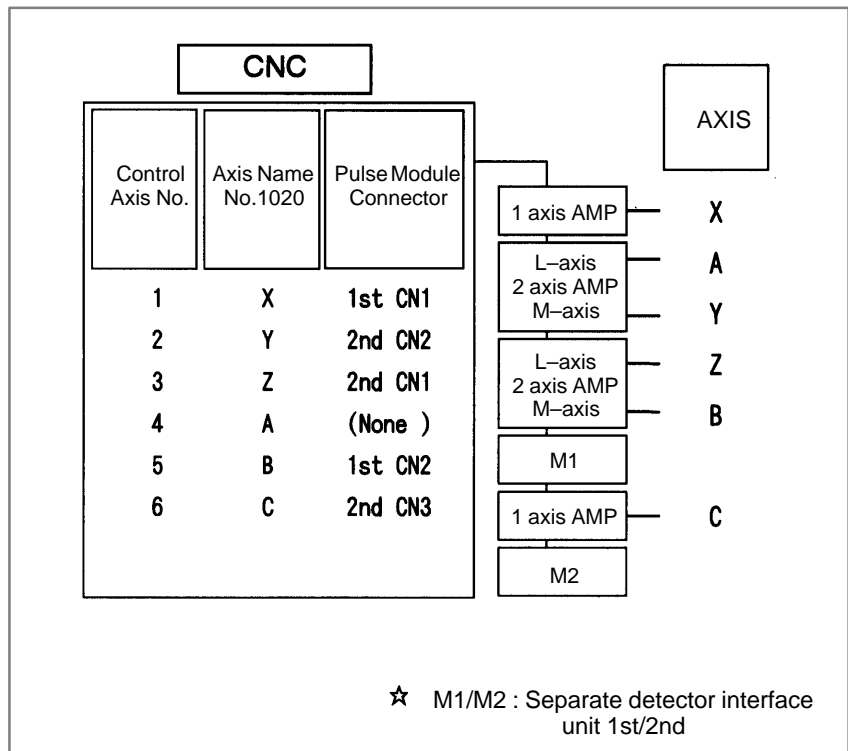 CNC
AXIS
Control
Axis No.
Axis Name
No.1020
Pulse Module
Connector
1 X 1st CN1
2 Y 2nd CN2
3 Z 2nd CN1
4 A (None )
5 B 1st CN2
6 C 2nd CN3
1 axis AMP X
L–axis A
2 axis AMP
M–axis Y
L–axis Z
2 axis AMP
M–axis B
M1
1 axis AMP C
M2
☆ M1/M2 : Separate detector interface
unit 1st/2nd